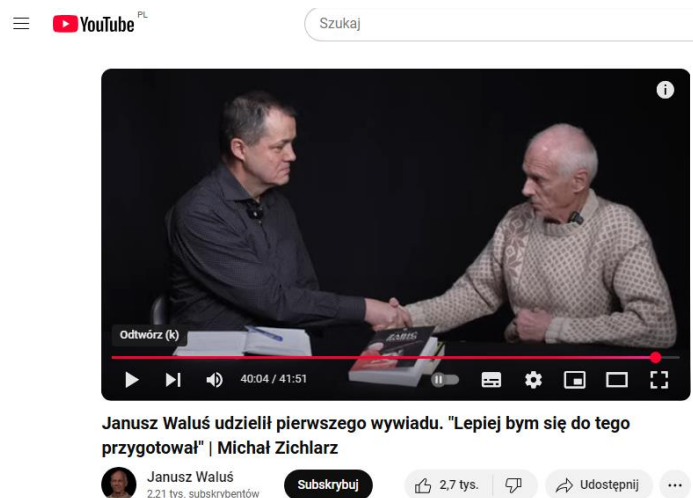 YouTube PL
Szukaj
Odtwórz (k)
40:04 / 41:51
Janusz Waluś udzielił pierwszego wywiadu. "Lepiej bym się do tego
przygotował" | Michał Zichlarz
Janusz Waluś
2,21 tys. subskrybentów
Subskrybuj
2,7 tys.
Udostępnij